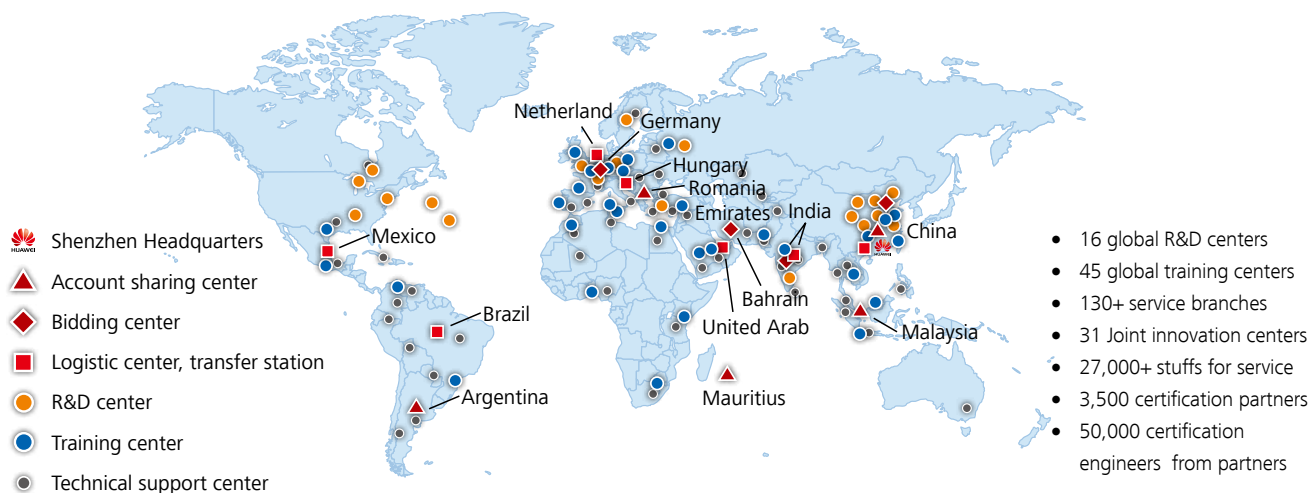 Netherland
Germany
Hungary
Romania
Emirates
India
China
Mexico
Bahrain
United Arab
Brazil
Malaysia
Mauritius
Argentina
HUAWEI
Shenzhen Headquarters
Account sharing center
Bidding center
Logistic center, transfer station
R&D center
Training center
Technical support center
HUAWEI
• 16 global R&D centers
• 45 global training centers
• 130+ service branches
• 31 Joint innovation centers
• 27,000+ stuffs for service
• 3,500 certification partners
• 50,000 certification
engineers from partners